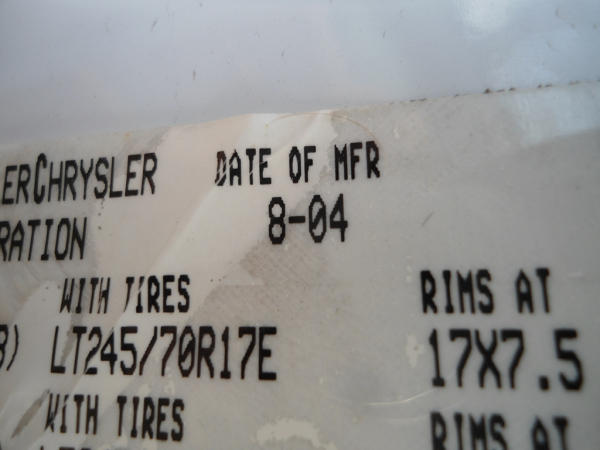 ERCHRYSLER DATE OF MFR
RATION 8-04
WITH TIRES RIMS AT
) LT245/70R17E 17X7.5
WITH TIRES RIMS AT